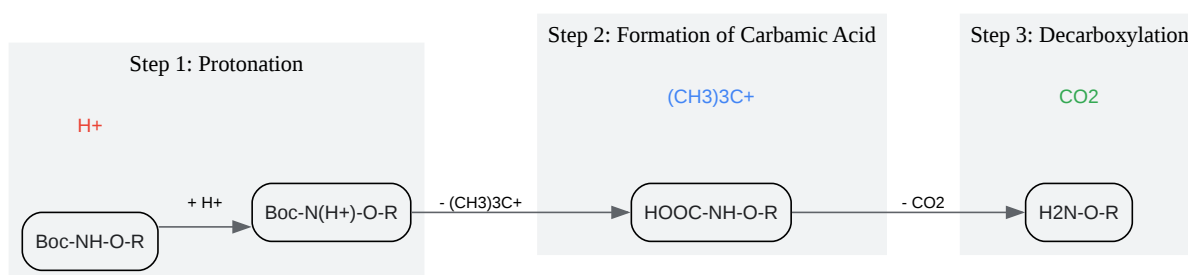 Step 1: Protonation
H+
Boc-NH-O-R
+ H+
Boc-N(H+)-O-R
- (CH3)3C+
Step 2: Formation of Carbamic Acid
(CH3)3C+
HOOC-NH-O-R
- CO2
Step 3: Decarboxylation
CO2
H2N-O-R